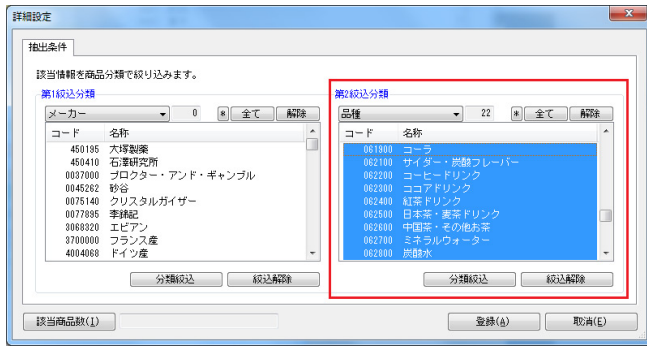 詳細設定
抽出条件
該当情報を商品分類で絞り込みます。
第1絞込分類
メーカー 0 * 全て 解除
コード 名称
450195 大塚製薬
450410 石澤研究所
0037000 プロクター・アンド・ギャンブル
0045262 砂谷
0075140 クリスタルガイザー
0077895 李錦記
3068320 エビアン
3700000 フランス産
4004068 ドイツ産
分類絞込 絞込解除
第2絞込分類
品種 22 * 全て 解除
コード 名称
061900 コーラ
062100 サイダー・炭酸フレーバー
062200 コーヒードリンク
062300 ココアドリンク
062400 紅茶ドリンク
062500 日本茶・麦茶ドリンク
062600 中国茶・その他お茶
062700 ミネラルウォーター
062800 炭酸水
分類絞込 絞込解除
該当商品数(I) 登録(A) 取消(E)